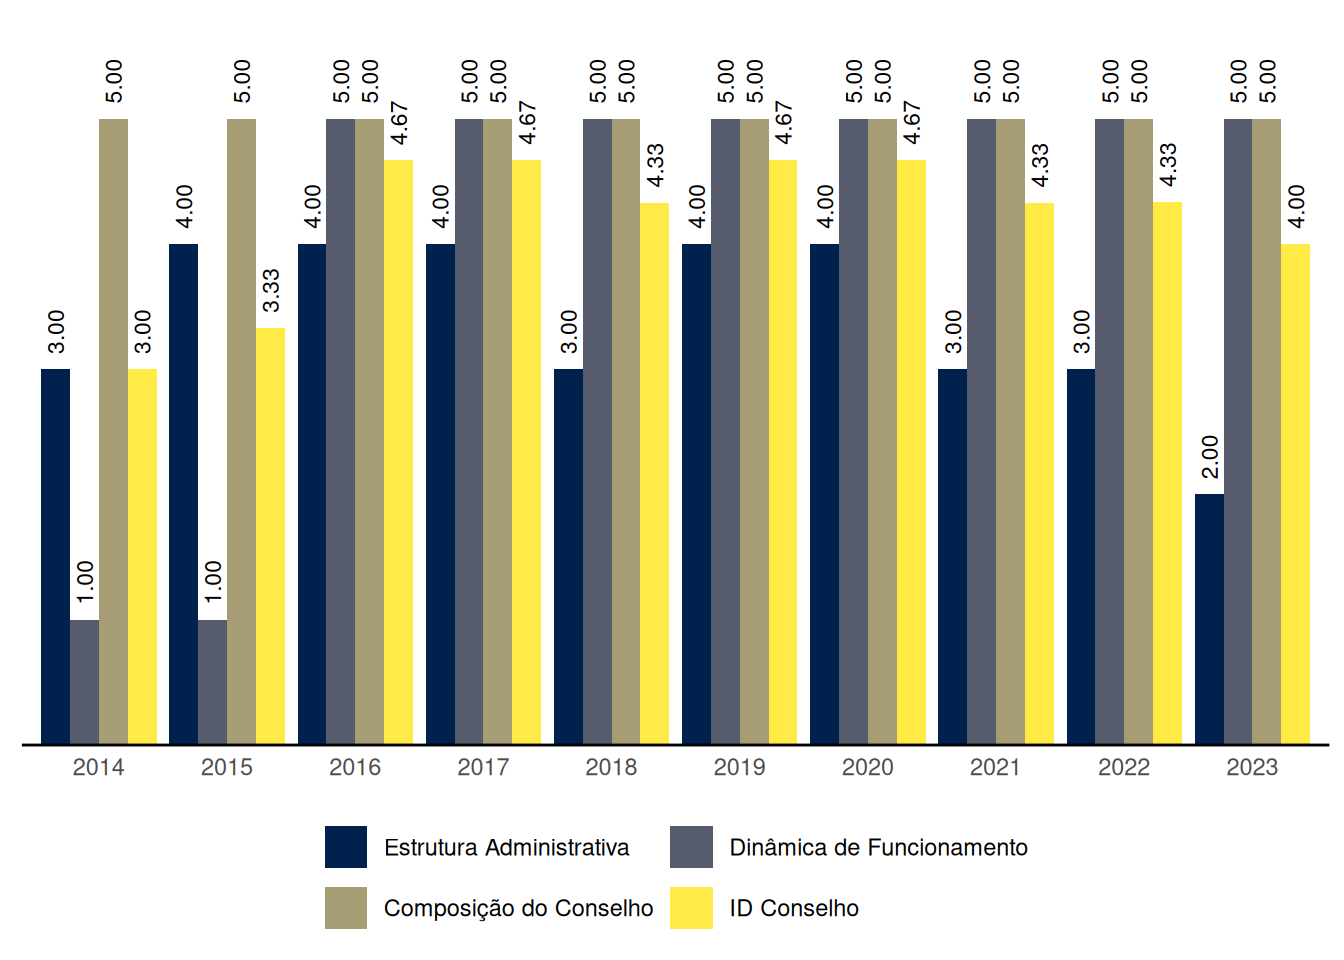 5.00 5.00 5.00 5.00 5.00 5.00 5.00 5.00 5.00 5.00 5.00 5.00 5.00 5.00 5.00 5.00 5.00 5.00
4.67 4.67 4.67 4.67
4.33 4.33 4.33
4.00 4.00 4.00 4.00 4.00 4.00
3.33
3.00 3.00 3.00 3.00 3.00
2.00
1.00 1.00
2014 2015 2016 2017 2018 2019 2020 2021 2022 2023
Estrutura Administrativa Dinâmica de Funcionamento
Composição do Conselho ID Conselho